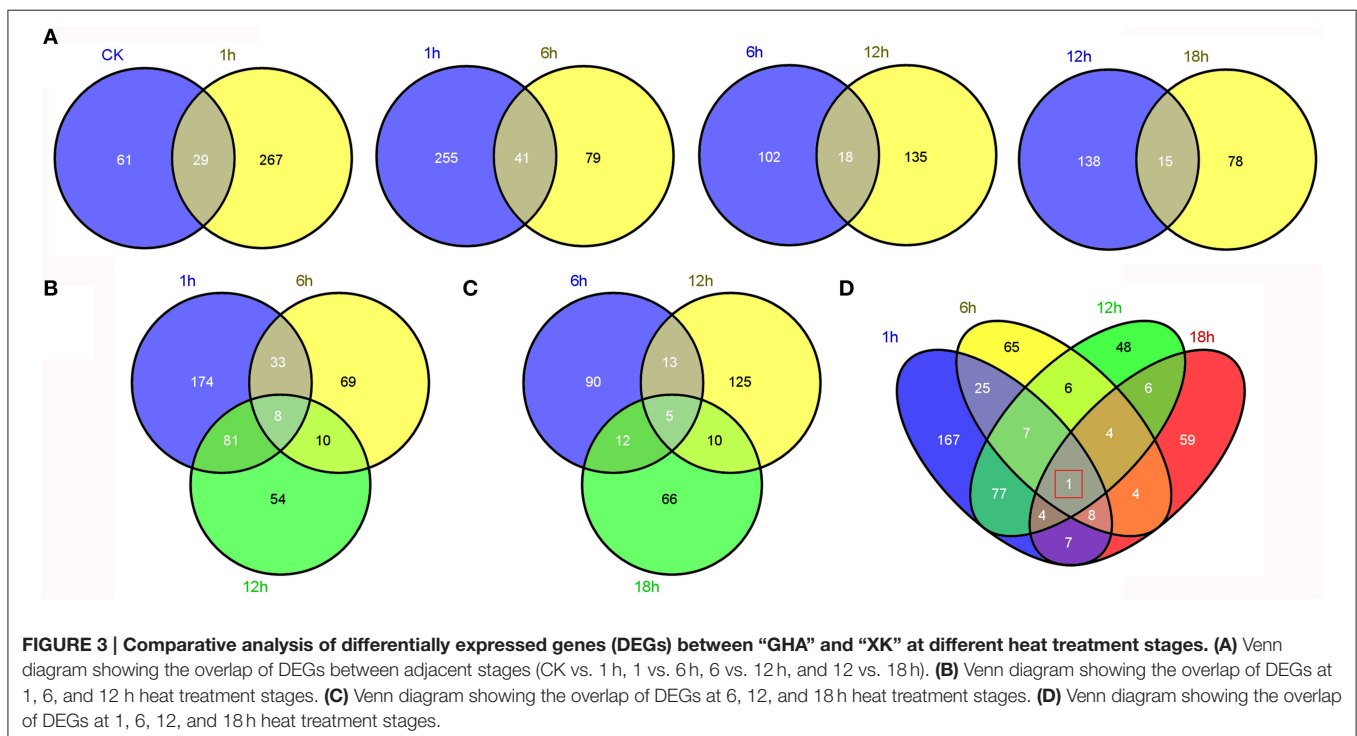 A
CK 1h 1h 6h 6h 12h 12h 18h
61 29 267 255 41 79 102 18 135 138 15 78
B
1h 6h
174 33 69
8
81 10
54
12h
C
6h 12h
90 13 125
5
12 10
66
18h
D
1h 6h 12h 18h
65 48
25 6 6
167 7 4 59
77 1 4
4 8
7
FIGURE 3 | Comparative analysis of differentially expressed genes (DEGs) between “GHA” and “XK” at different heat treatment stages. (A) Venn
diagram showing the overlap of DEGs between adjacent stages (CK vs. 1 h, 1 vs. 6 h, 6 vs. 12 h, and 12 vs. 18 h). (B) Venn diagram showing the overlap of DEGs at
1, 6, and 12 h heat treatment stages. (C) Venn diagram showing the overlap of DEGs at 6, 12, and 18 h heat treatment stages. (D) Venn diagram showing the overlap
of DEGs at 1, 6, 12, and 18 h heat treatment stages.